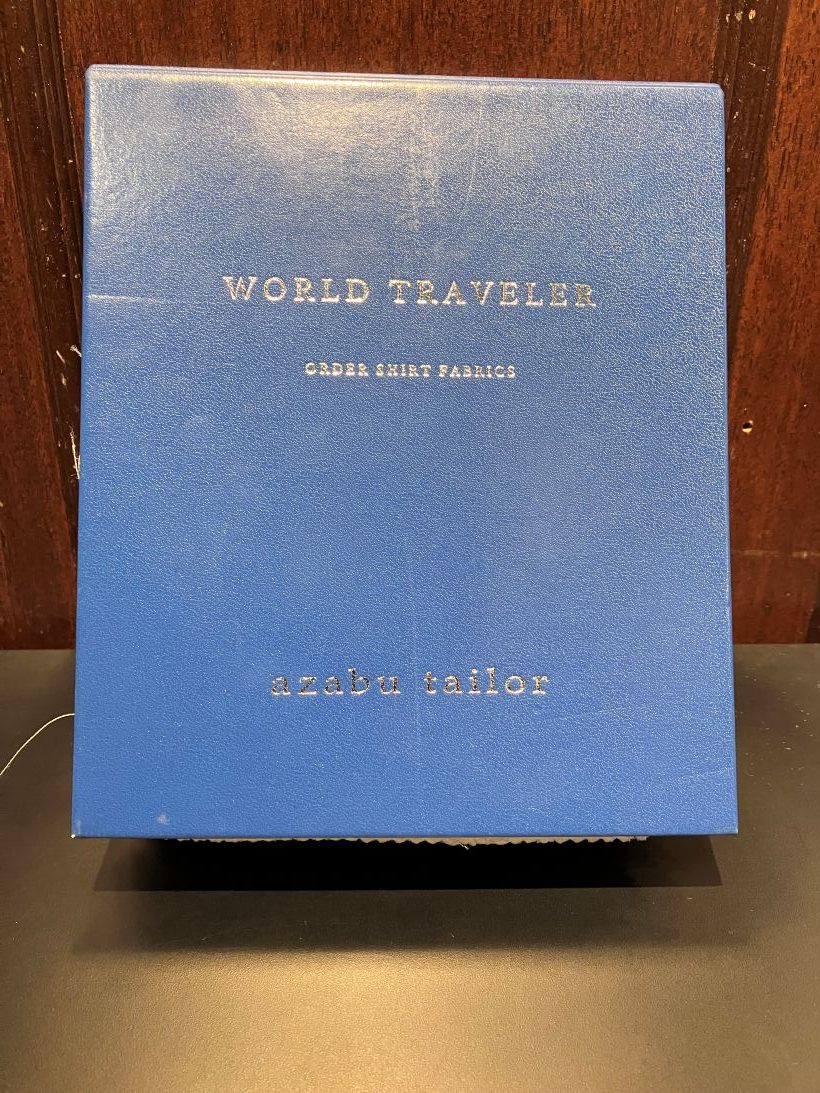 WORLD TRAVELER
ORDER SHIRT FABRICS
azabu tailor